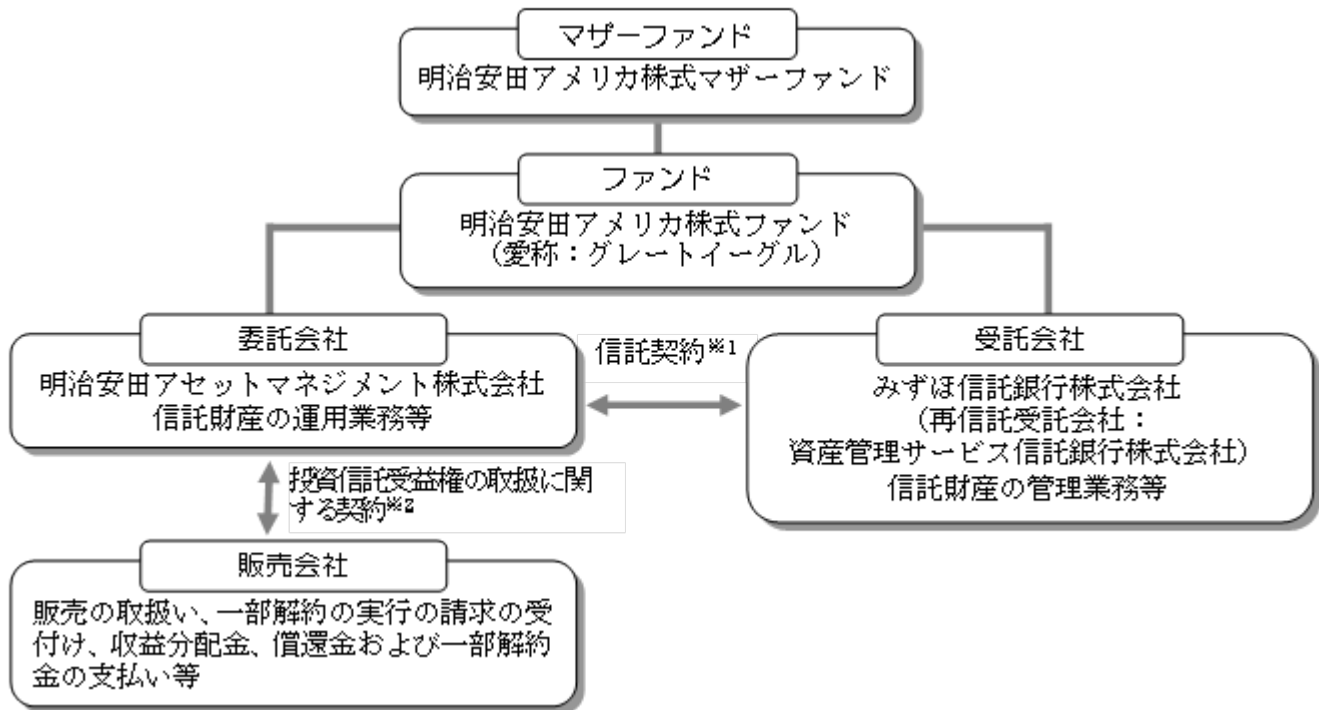 マザーファンド
明治安田アメリカ株式マザーファンド
ファンド
明治安田アメリカ株式ファンド
（愛称：グレートイーグル）
委託会社
明治安田アセットマネジメント株式会社
信託財産の運用業務等
信託契約※1
受託会社
みずほ信託銀行株式会社
（再信託受託会社：
資産管理サービス信託銀行株式会社）
信託財産の管理業務等
投資信託受益権の取扱に関
する契約※2
販売会社
販売の取扱い、一部解約の実行の請求の受
付け、収益分配金、償還金および一部解約
金の支払い等